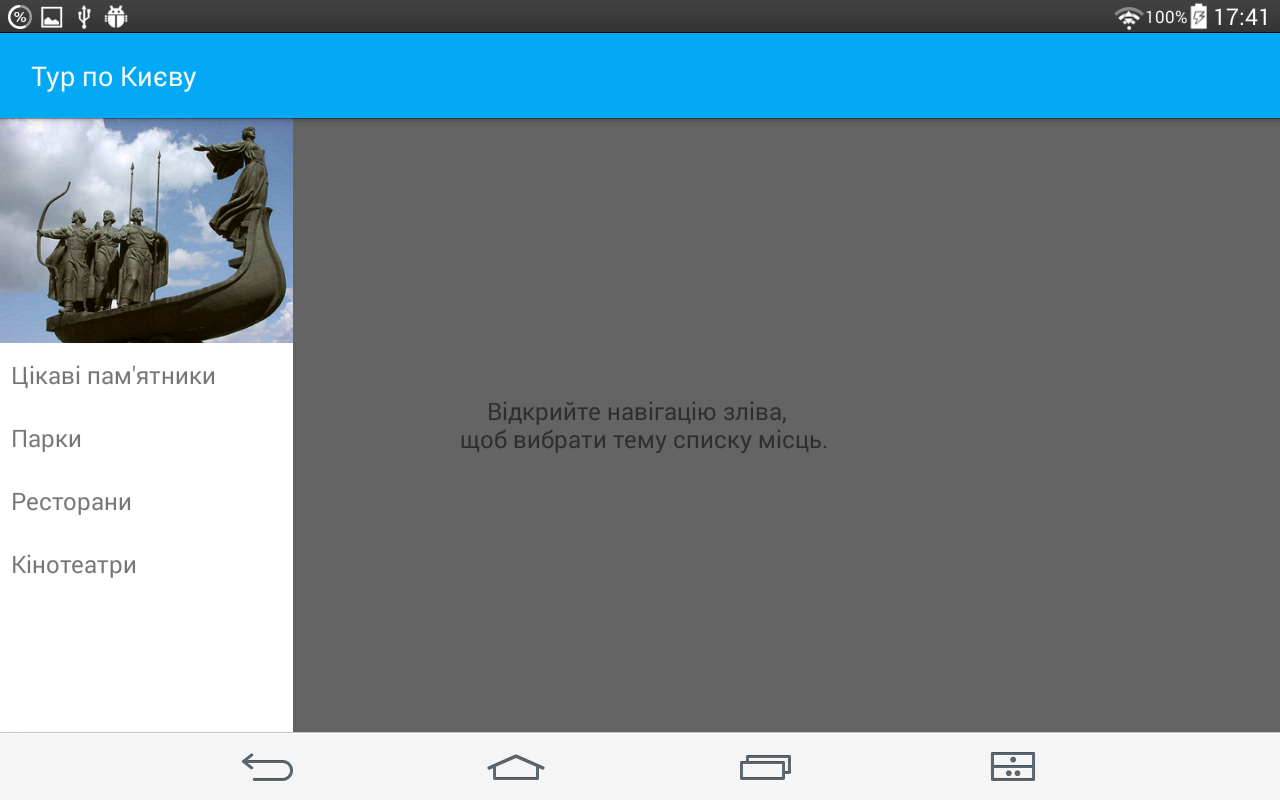 100% 17:41
Тур по Києву
Цікаві пам'ятники
Парки
Ресторани
Кінотеатри
Відкрийте навігацію зліва,
щоб вибрати тему списку місць.